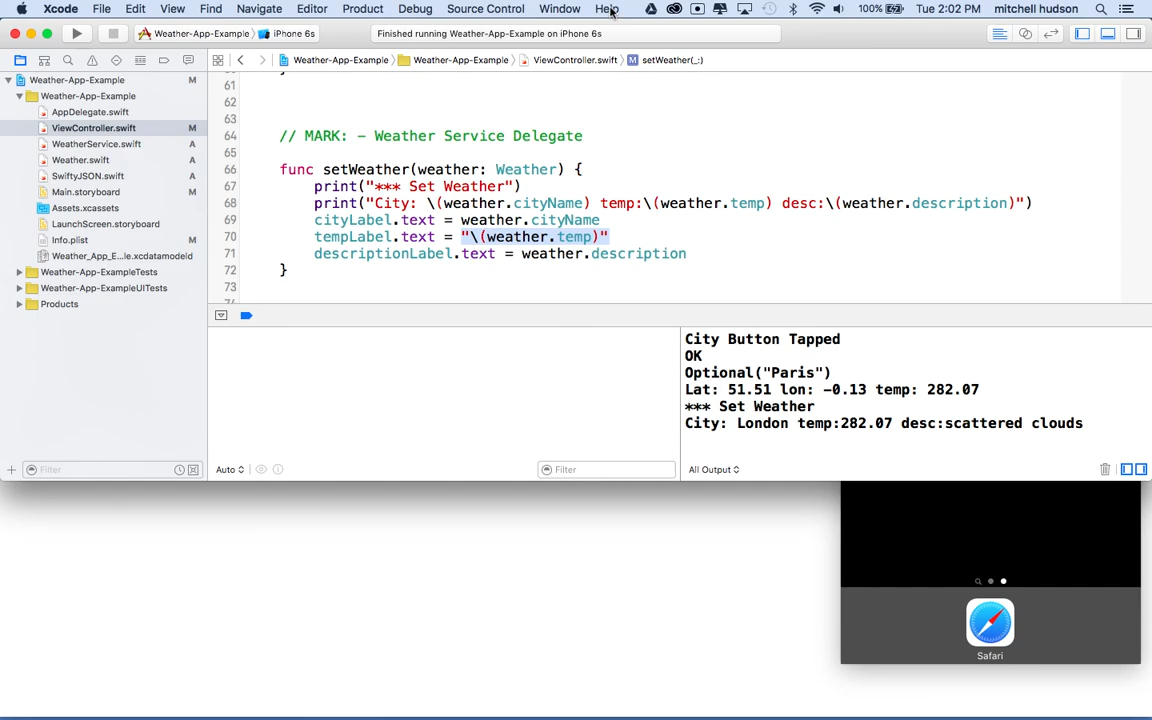 Xcode File Edit View Find Navigate Editor Product Debug Source Control Window Help 100% Tue 2:02 PM mitchell hudson
Weather-App-Example iPhone 6s Finished running Weather-App-Example on iPhone 6s
Weather-App-Example Weather-App-Example ViewController.swift M setWeather(_:)
Weather-App-Example M
Weather-App-Example
AppDelegate.swift
ViewController.swift M
WeatherService.swift A
Weather.swift A
SwiftyJSON.swift A
Main.storyboard M
Assets.xcassets
LaunchScreen.storyboard
Info.plist M
Weather_App_E...le.xcdatamodeld
Weather-App-ExampleTests
Weather-App-ExampleUITests
Products
Filter
61
62
63
64 // MARK: - Weather Service Delegate
65
66 func setWeather(weather: Weather) {
67 print("*** Set Weather")
68 print("City: \(weather.cityName) temp:\(weather.temp) desc:\(weather.description)")
69 cityLabel.text = weather.cityName
70 tempLabel.text = "\(weather.temp)"
71 descriptionLabel.text = weather.description
72 }
73
City Button Tapped
OK
Optional("Paris")
Lat: 51.51 lon: -0.13 temp: 282.07
*** Set Weather
City: London temp:282.07 desc:scattered clouds
Auto Filter All Output
Safari